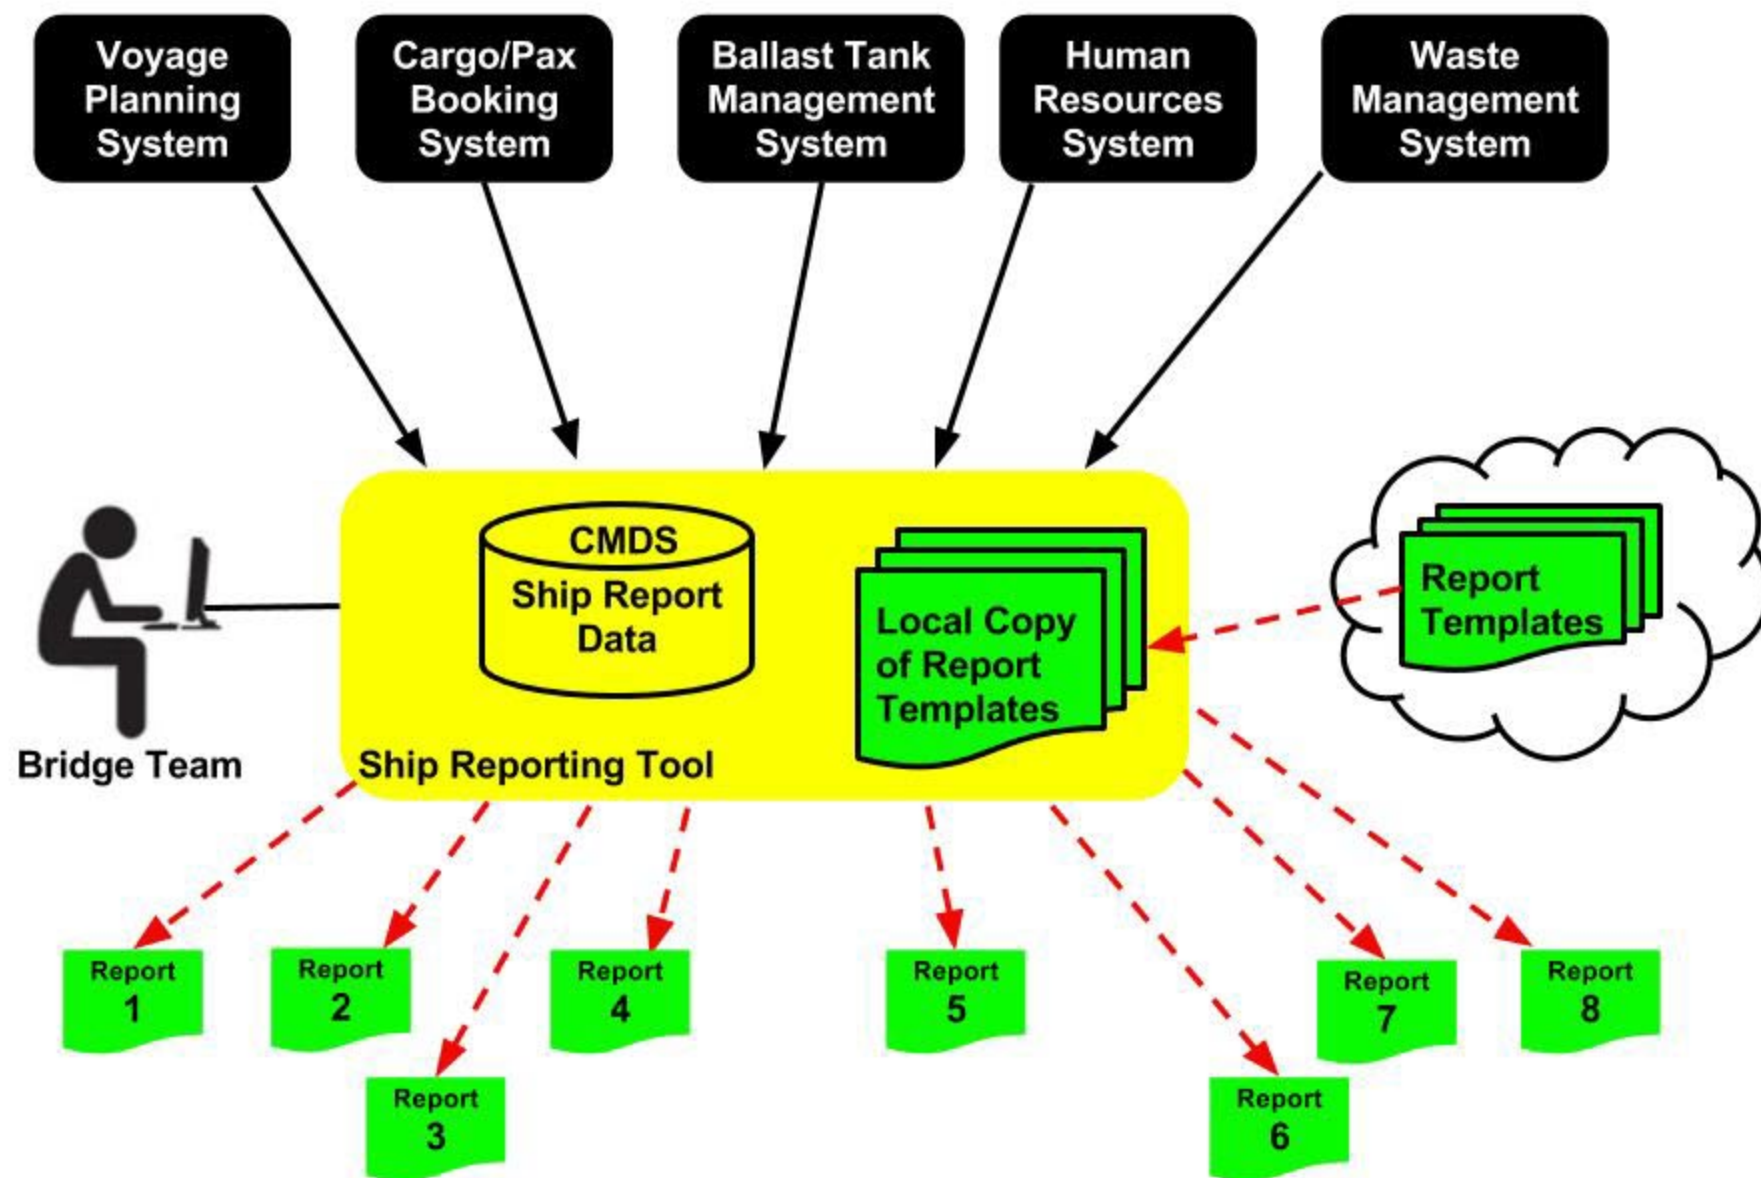 Voyage
Planning
System
Cargo/Pax
Booking
System
Ballast Tank
Management
System
Human
Resources
System
Waste
Management
System
CMDS
Ship Report
Data
Local Copy
of Report
Templates
Report
Templates
Bridge Team
Ship Reporting Tool
Report
1
Report
2
Report
3
Report
4
Report
5
Report
6
Report
7
Report
8